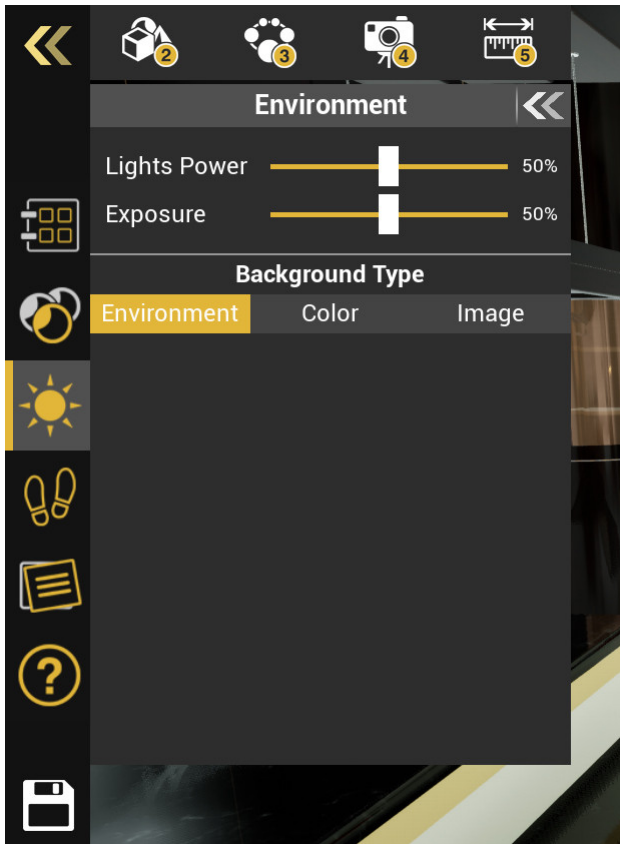 2 3 4 5
Environment
Lights Power 50%
Exposure 50%
Background Type
Environment Color Image
?